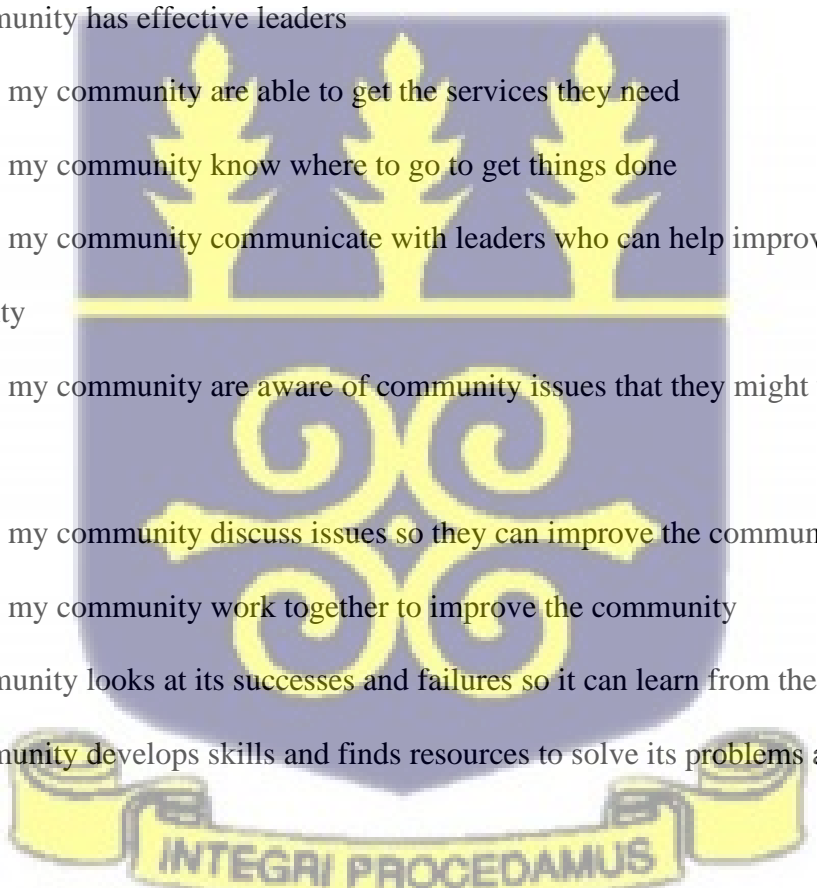 munity has effective leaders
my community are able to get the services they need
my community know where to go to get things done
my community communicate with leaders who can help improv
ty
my community are aware of community issues that they might
my community discuss issues so they can improve the commun
my community work together to improve the community
munity looks at its successes and failures so it can learn from the
munity develops skills and finds resources to solve its problems a
INTEGRI PROCEDAMUS